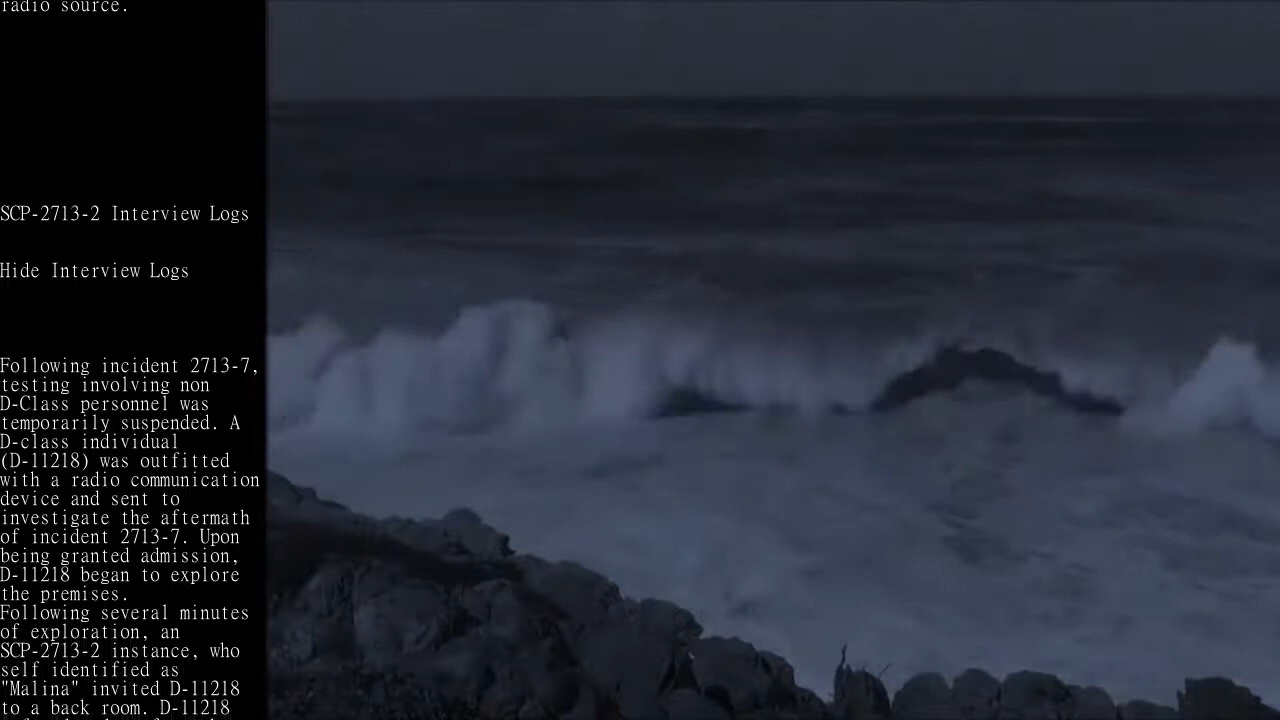 radio source.
SCP-2713-2 Interview Logs
Hide Interview Logs
Following incident 2713-7,
testing involving non
D-Class personnel was
temporarily suspended. A
D-class individual
(D-11218) was outfitted
with a radio communication
device and sent to
investigate the aftermath
of incident 2713-7. Upon
being granted admission,
D-11218 began to explore
the premises.
Following several minutes
of exploration, an
SCP-2713-2 instance, who
self identified as
"Malina" invited D-11218
to a back room. D-11218